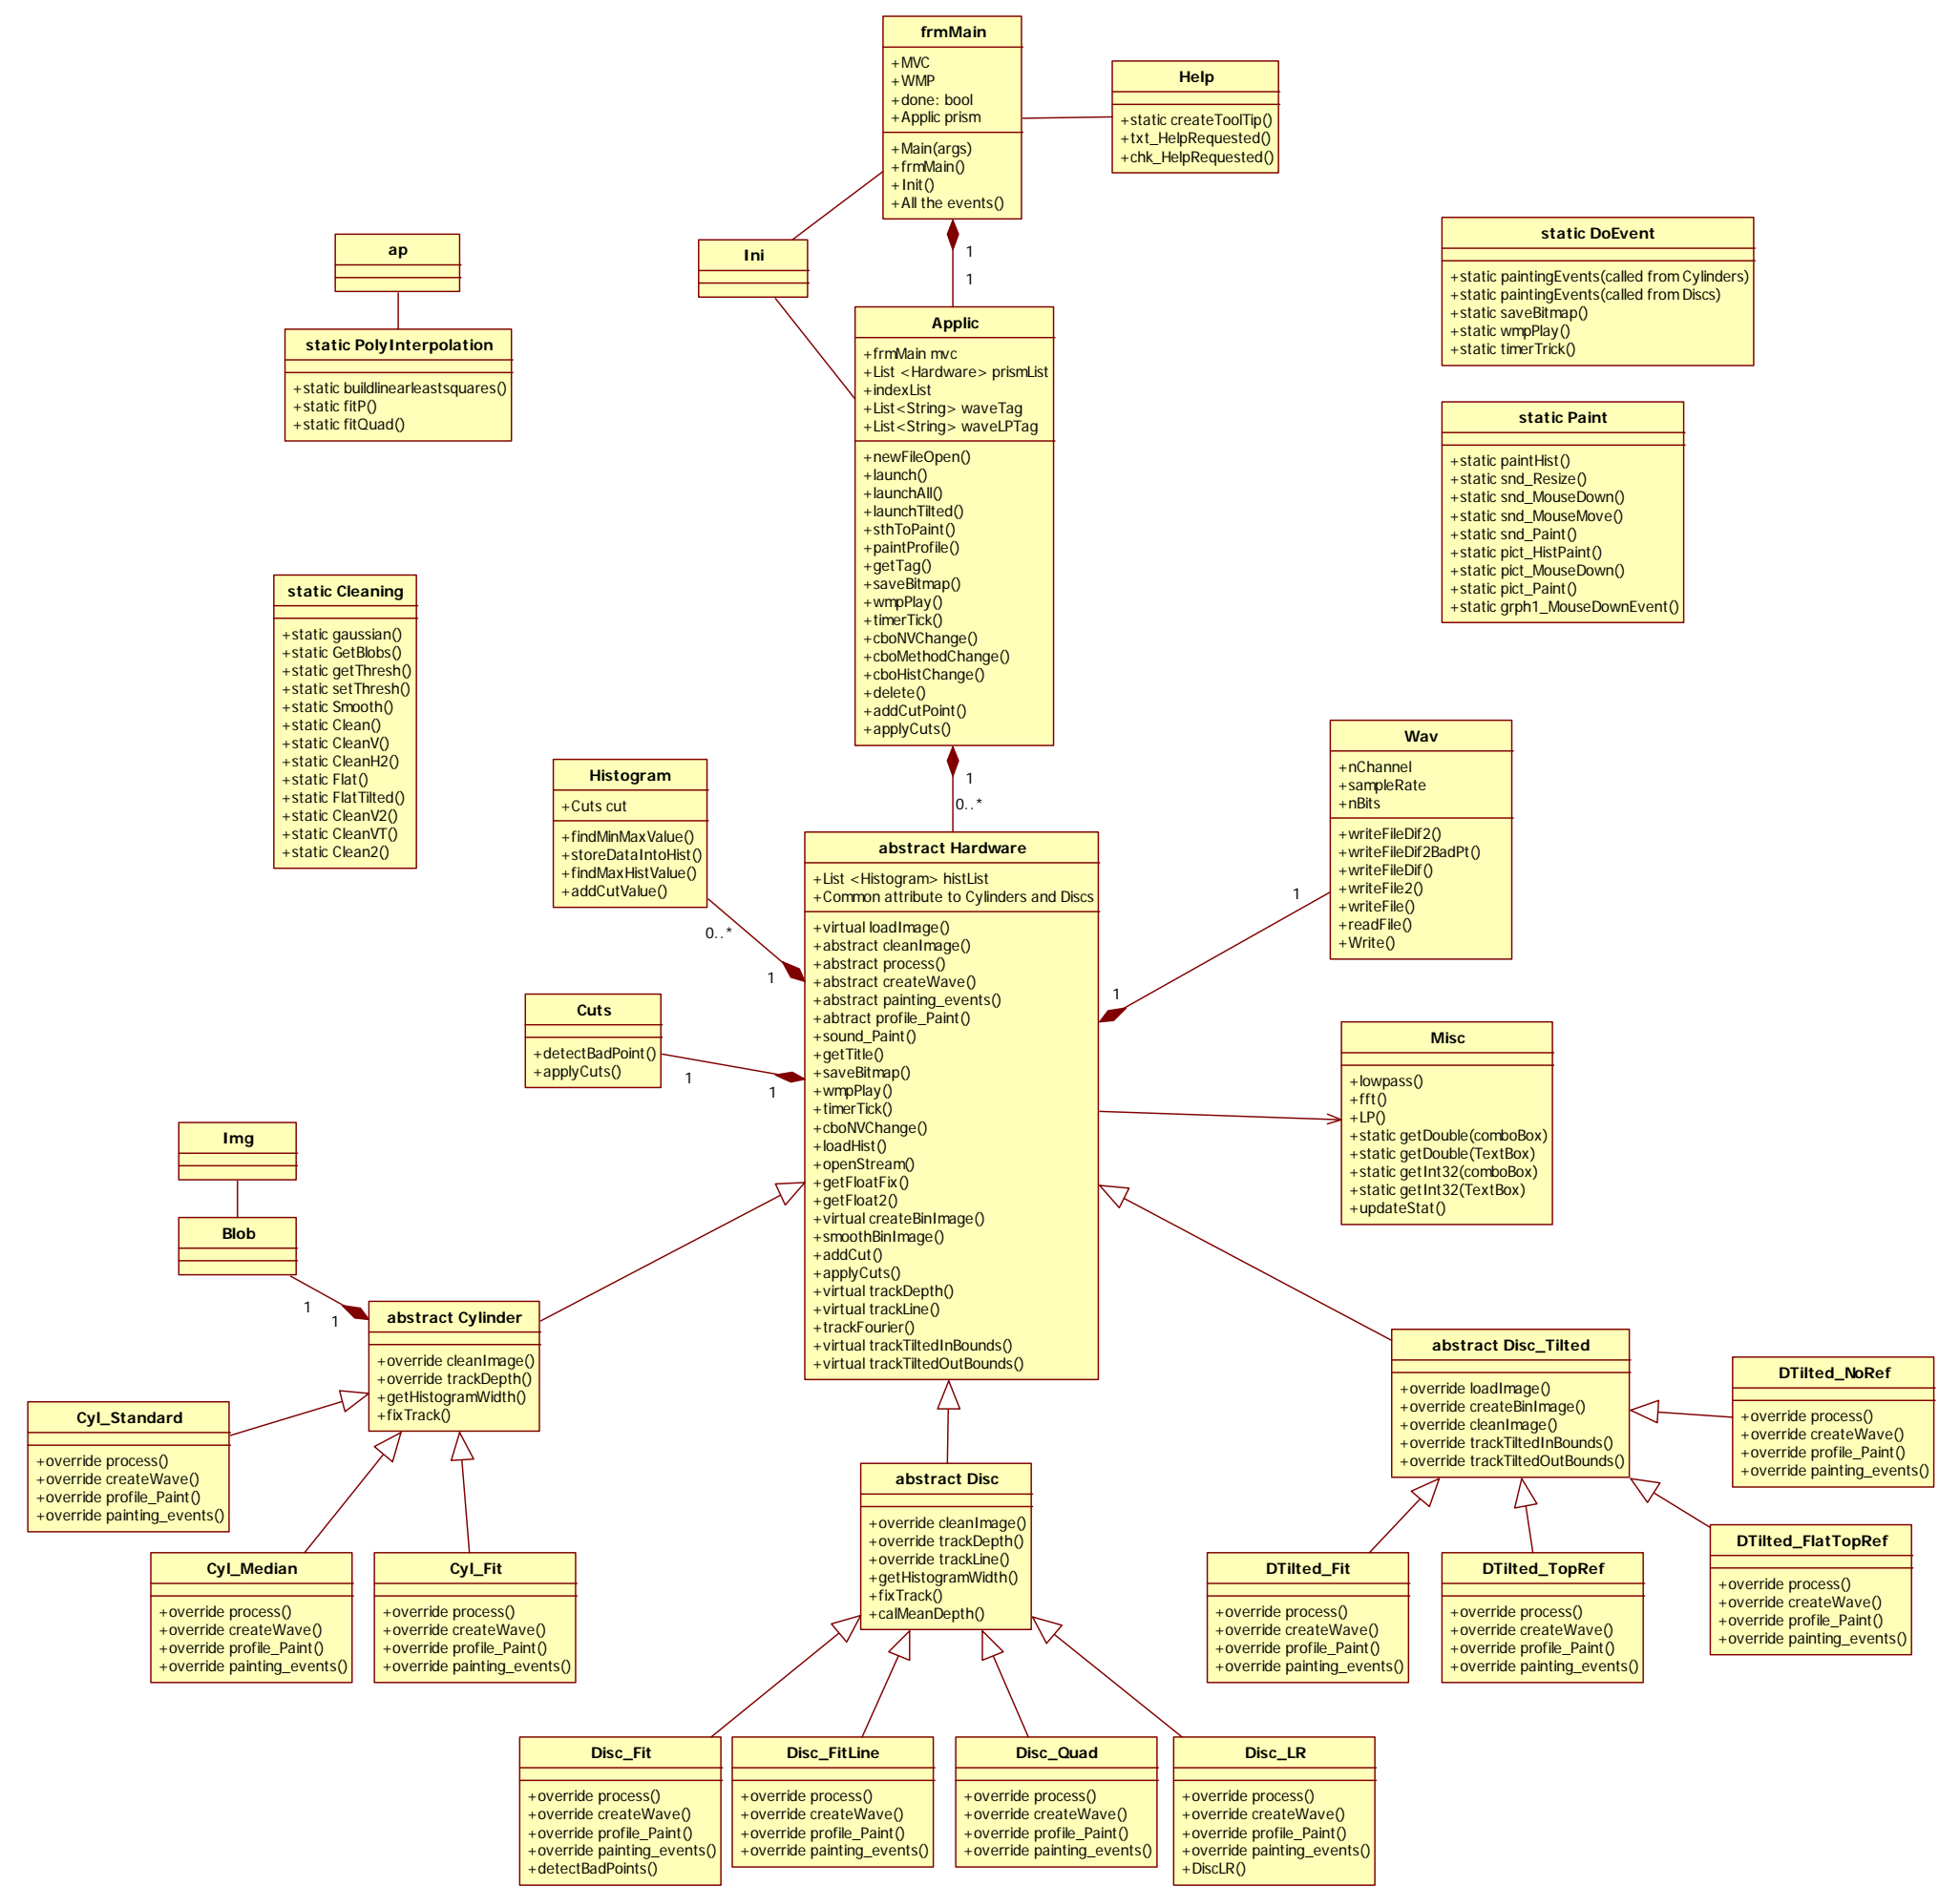 frmMain
+MVC
+WMP
+done: bool
+Applic prism
+Main(args)
+frmMain()
+Init()
+All the events()
Help
+static createToolTip()
+txt_HelpRequested()
+chk_HelpRequested()
Ini
1
1
ap
static PolyInterpolation
+static buildlinearleastsquares()
+static fitP()
+static fitQuad()
static DoEvent
+static paintingEvents(called from Cylinders)
+static paintingEvents(called from Discs)
+static saveBitmap()
+static wmpPlay()
+static timerTrick()
Applic
+frmMain mvc
+List <Hardware> prismList
+indexList
+List<String> waveTag
+List<String> waveLPTag
+newFileOpen()
+launch()
+launchAll()
+launchTilted()
+sthToPaint()
+paintProfile()
+getTag()
+saveBitmap()
+wmpPlay()
+timerTick()
+cboNVChange()
+cboMethodChange()
+cboHistChange()
+delete()
+addCutPoint()
+applyCuts()
static Paint
+static paintHist()
+static snd_Resize()
+static snd_MouseDown()
+static snd_MouseMove()
+static snd_Paint()
+static pict_HistPaint()
+static pict_MouseDown()
+static pict_Paint()
+static grph1_MouseDownEvent()
static Cleaning
+static gaussian()
+static GetBlobs()
+static getThresh()
+static setThresh()
+static Smooth()
+static Clean()
+static CleanV()
+static CleanH2()
+static Flat()
+static FlatTilted()
+static CleanV2()
+static CleanVT()
+static Clean2()
1
0..*
Histogram
+Cuts cut
+findMinMaxValue()
+storeDataIntoHist()
+findMaxHistValue()
+addCutValue()
0..*
1
Wav
+nChannel
+sampleRate
+nBits
+writeFileDif2()
+writeFileDif2BadPt()
+writeFileDif()
+writeFile2()
+writeFile()
+readFile()
+Write()
1
1
abstract Hardware
+List <Histogram> histList
+Common attribute to Cylinders and Discs
+virtual loadImage()
+abstract cleanImage()
+abstract process()
+abstract createWave()
+abstract painting_events()
+abtract profile_Paint()
+sound_Paint()
+getTitle()
+saveBitmap()
+wmpPlay()
+timerTick()
+cboNVChange()
+loadHist()
+openStream()
+getFloatFix()
+getFloat2()
+virtual createBinImage()
+smoothBinImage()
+addCut()
+applyCuts()
+virtual trackDepth()
+virtual trackLine()
+trackFourier()
+virtual trackTiltedInBounds()
+virtual trackTiltedOutBounds()
Cuts
+detectBadPoint()
+applyCuts()
1
1
Misc
+lowpass()
+fft()
+LP()
+static getDouble(comboBox)
+static getDouble(TextBox)
+static getInt32(comboBox)
+static getInt32(TextBox)
+updateStat()
Img
Blob
1
1
abstract Cylinder
+override cleanImage()
+override trackDepth()
+getHistogramWidth()
+fixTrack()
Cyl_Standard
+override process()
+override createWave()
+override profile_Paint()
+override painting_events()
Cyl_Median
+override process()
+override createWave()
+override profile_Paint()
+override painting_events()
Cyl_Fit
+override process()
+override createWave()
+override profile_Paint()
+override painting_events()
abstract Disc
+override cleanImage()
+override trackDepth()
+override trackLine()
+getHistogramWidth()
+fixTrack()
+calMeanDepth()
abstract Disc_Tilted
+override loadImage()
+override createBinImage()
+override cleanImage()
+override trackTiltedInBounds()
+override trackTiltedOutBounds()
DTilted_NoRef
+override process()
+override createWave()
+override profile_Paint()
+override painting_events()
DTilted_Fit
+override process()
+override createWave()
+override profile_Paint()
+override painting_events()
DTilted_TopRef
+override process()
+override createWave()
+override profile_Paint()
+override painting_events()
DTilted_FlatTopRef
+override process()
+override createWave()
+override profile_Paint()
+override painting_events()
Disc_Fit
+override process()
+override createWave()
+override profile_Paint()
+override painting_events()
+detectBadPoints()
Disc_FitLine
+override process()
+override createWave()
+override profile_Paint()
+override painting_events()
Disc_Quad
+override process()
+override createWave()
+override profile_Paint()
+override painting_events()
Disc_LR
+override process()
+override createWave()
+override profile_Paint()
+override painting_events()
+DiscLR()